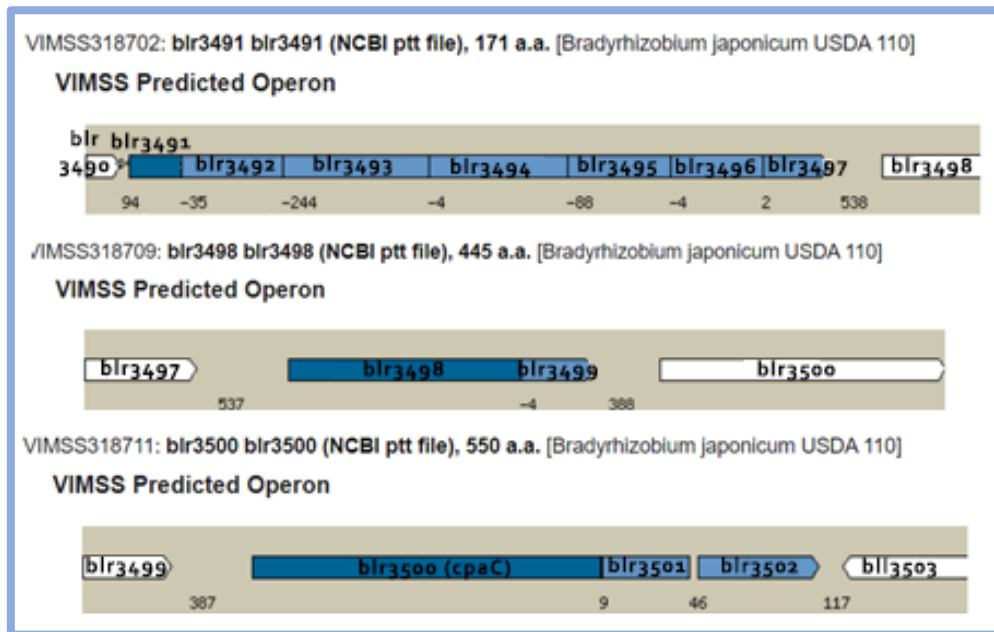 VIMSS318702: blr3491 blr3491 (NCBI ptt file), 171 a.a. [Bradyrhizobium japonicum USDA 110]
VIMSS Predicted Operon
blr 3490 blr3491 blr3492 blr3493 blr3494 blr3495 blr3496 blr3497 blr3498
94 -35 -244 -4 -88 -4 2 538
VIMSS318709: blr3498 blr3498 (NCBI ptt file), 445 a.a. [Bradyrhizobium japonicum USDA 110]
VIMSS Predicted Operon
blr3497 blr3498 blr3499 blr3500
537 -4 388
VIMSS318711: blr3500 blr3500 (NCBI ptt file), 550 a.a. [Bradyrhizobium japonicum USDA 110]
VIMSS Predicted Operon
blr3499 blr3500 (cpaC) blr3501 blr3502 bll3503
387 9 46 117